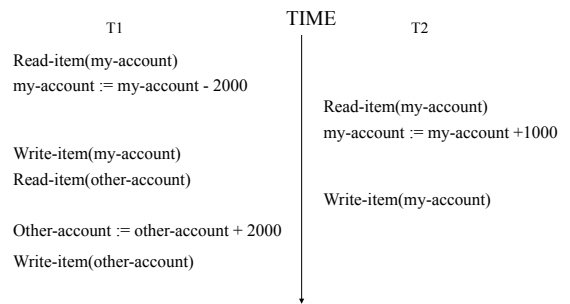 TIME
T1
T2
Read-item(my-account)
my-account := my-account - 2000
Read-item(my-account)
my-account := my-account +1000
Write-item(my-account)
Read-item(other-account)
Write-item(my-account)
Other-account := other-account + 2000
Write-item(other-account)